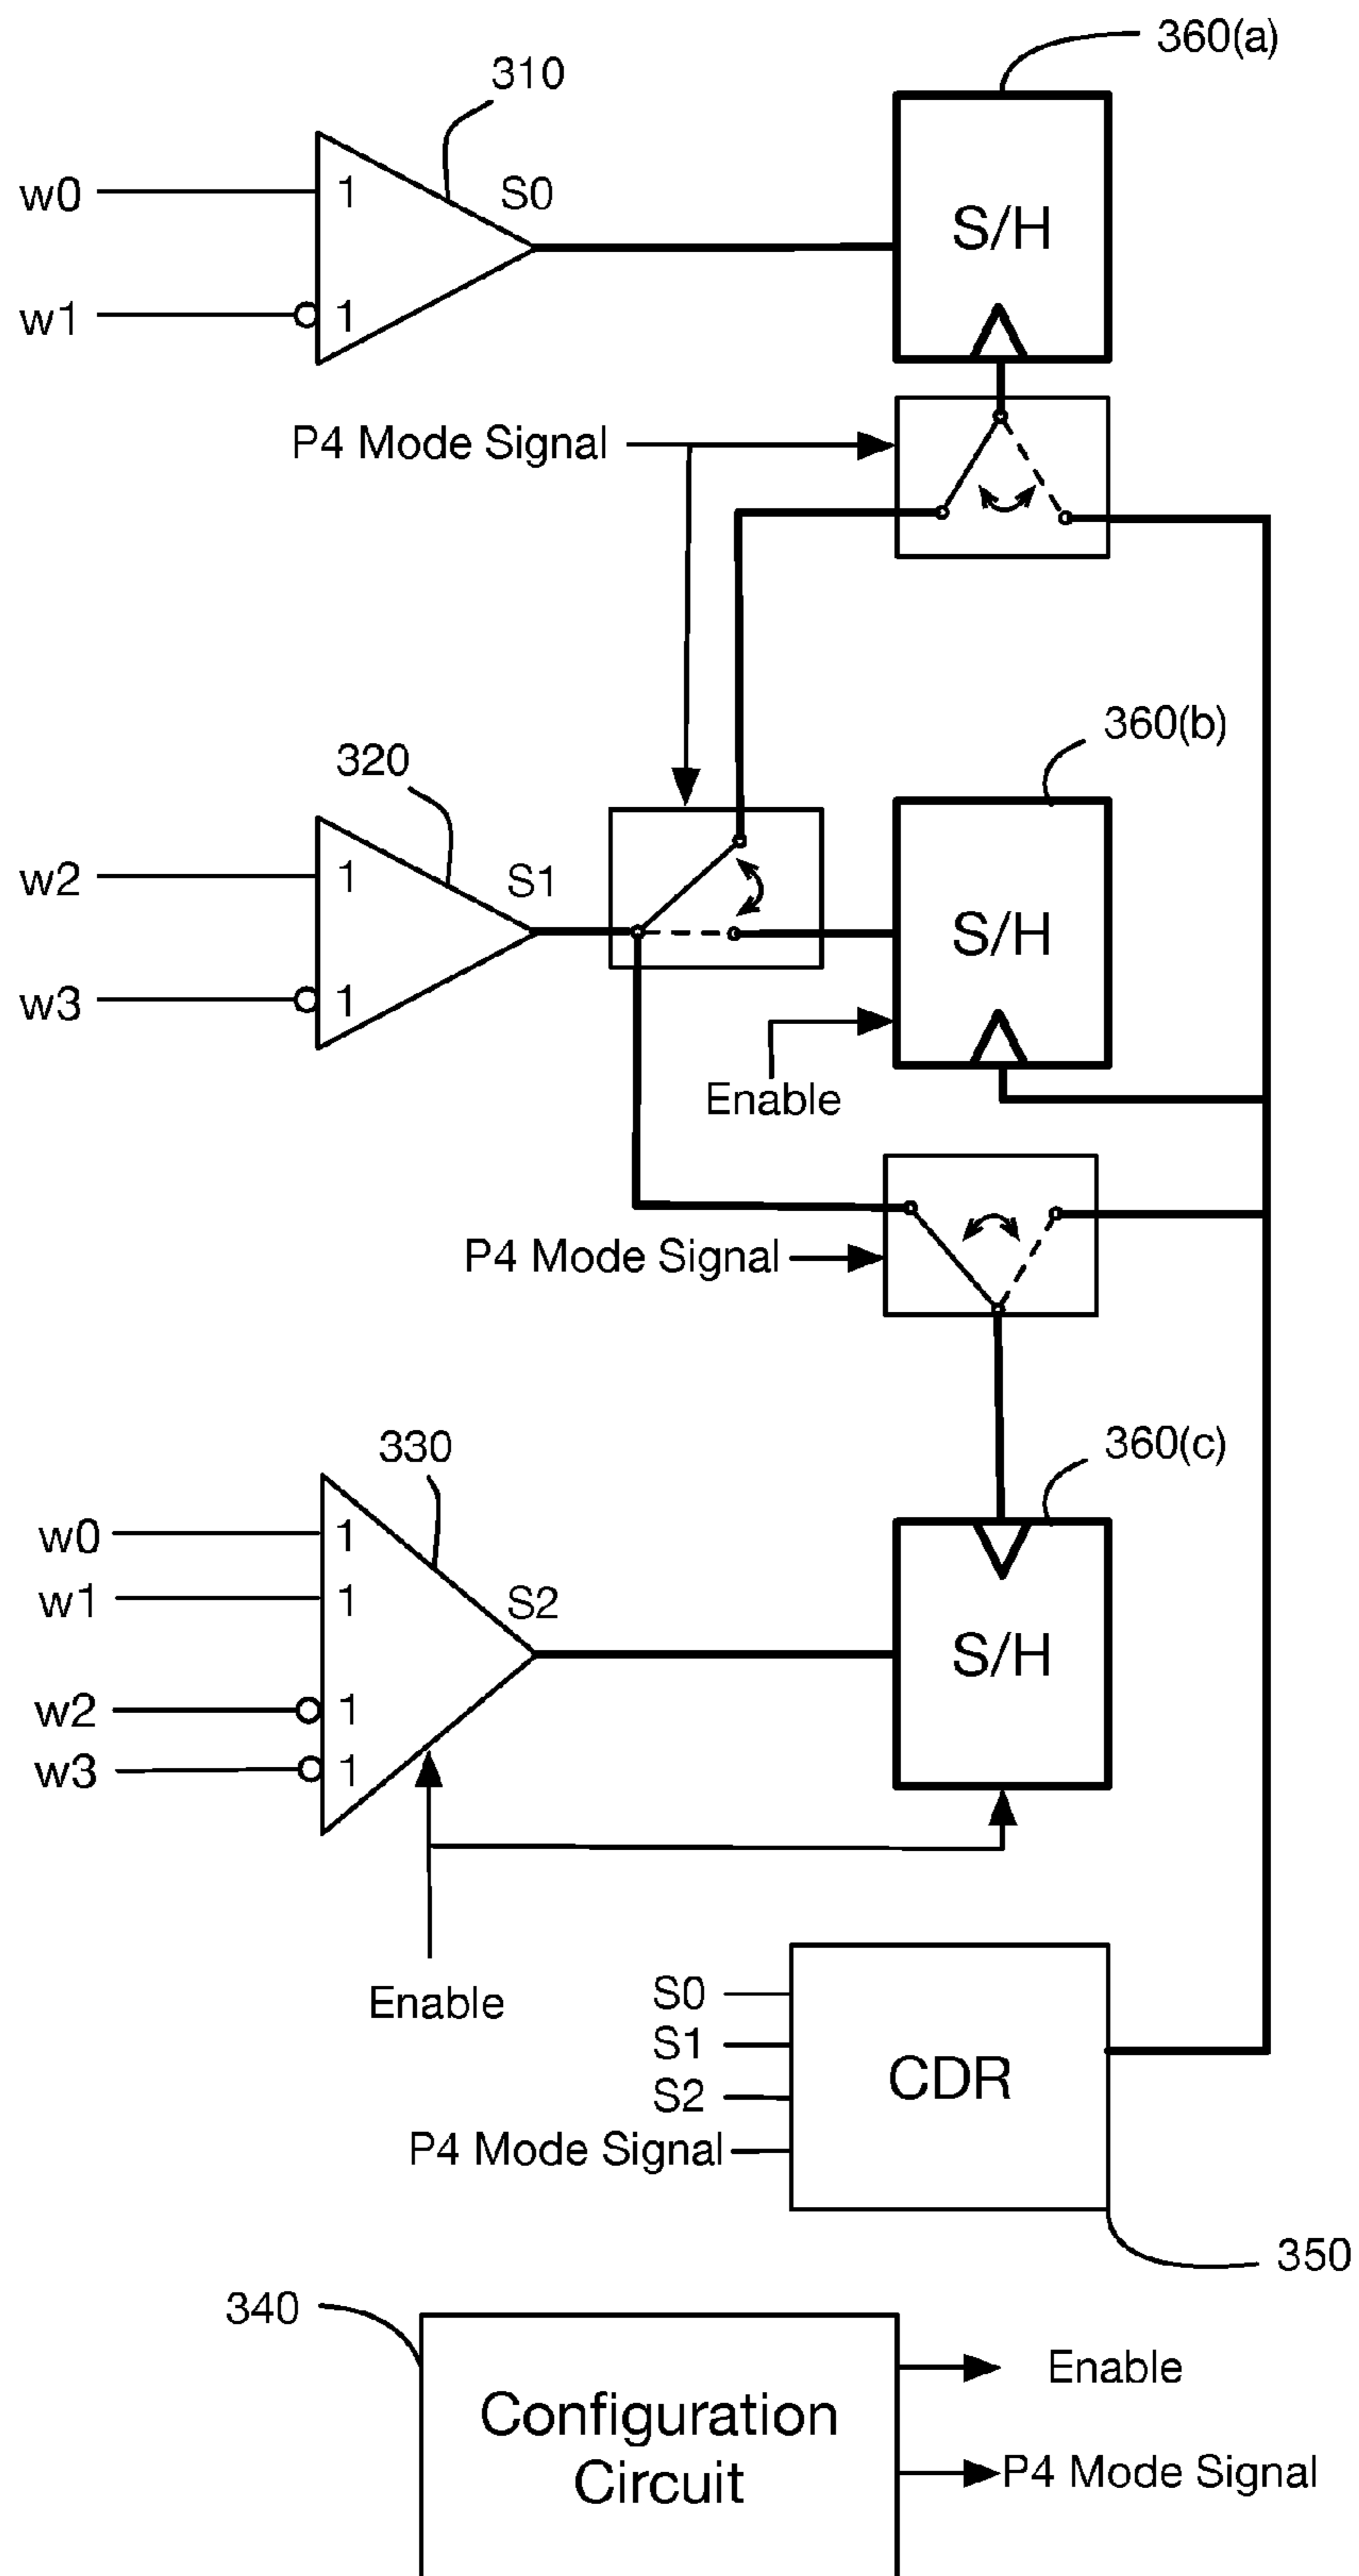 360(a)
310
w0
1
S0
S/H
w1
1
P4 Mode Signal
360(b)
320
w2
1
S1
S/H
w3
1
Enable
P4 Mode Signal
330
360(c)
w0
1
w1
1
S2
S/H
w2
1
w3
1
Enable
S0
S1
S2
CDR
P4 Mode Signal
350
340
Configuration
Circuit
Enable
P4 Mode Signal